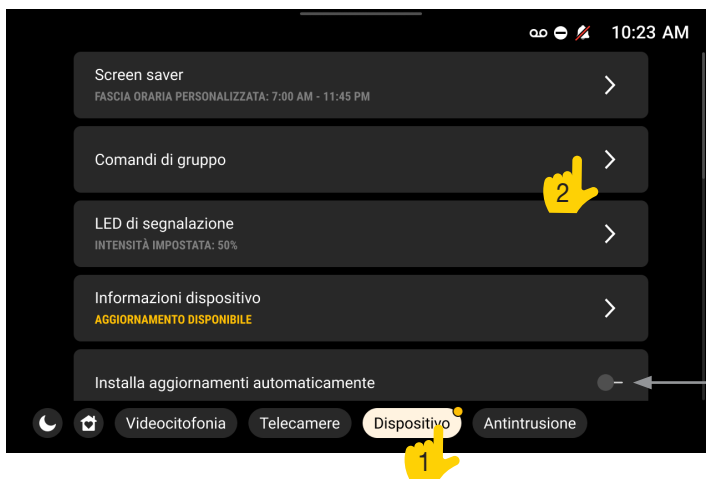 10:23 AM
Screen saver
FASCIA ORARIA PERSONALIZZATA: 7:00 AM - 11:45 PM
Comandi di gruppo
2
LED di segnalazione
INTENSITÀ IMPOSTATA: 50%
Informazioni dispositivo
AGGIORNAMENTO DISPONIBILE
Installa aggiornamenti automaticamente
Videocitofonia Telecamere Dispositivo Antintrusione
1